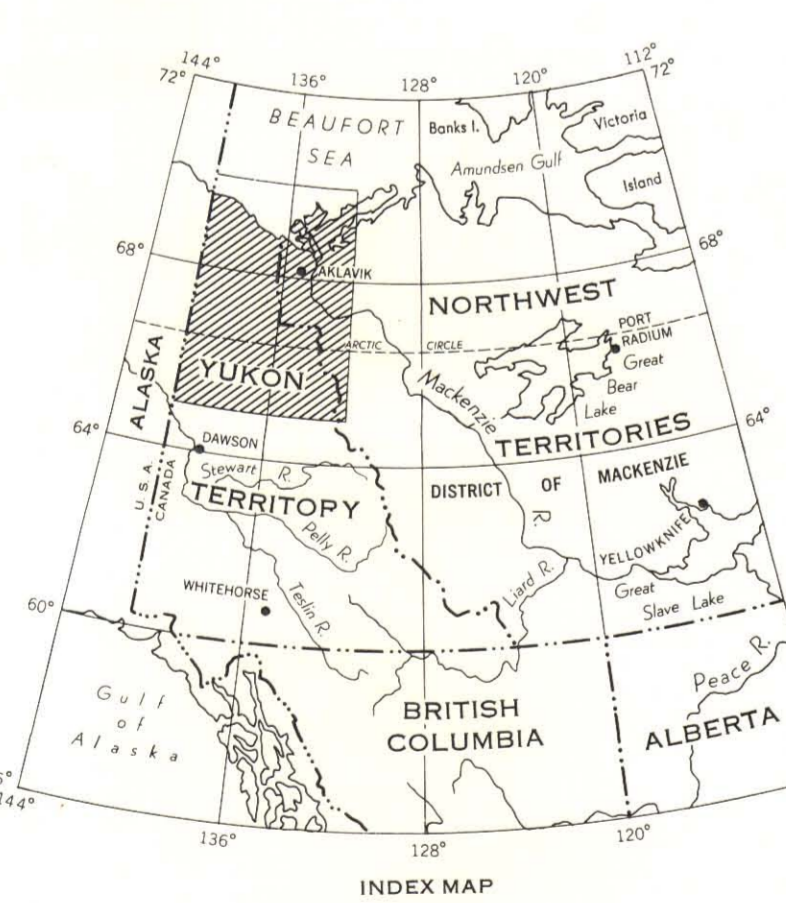 144°
72°
136°
128°
120°
112°
72°
BEAUFORT
SEA
Banks I.
Victoria
Amundsen Gulf
Island
68°
68°
AKLAVIK
NORTHWEST
PORT
RADIUM
ARCTIC CIRCLE
Great
Bear
Lake
YUKON
ALASKA
Mackenzie
64°
64°
TERRITORIES
DAWSON
Stewart R.
U.S.A.
CANADA
TERRITOPY
DISTRICT OF MACKENZIE
R.
Pelly R.
YELLOWKNIFE
WHITEHORSE
Teslin R.
Liard R.
Great
Slave Lake
60°
Peace R.
Gulf
of
Alaska
BRITISH
COLUMBIA
ALBERTA
6°
144°
136°
128°
120°
INDEX MAP